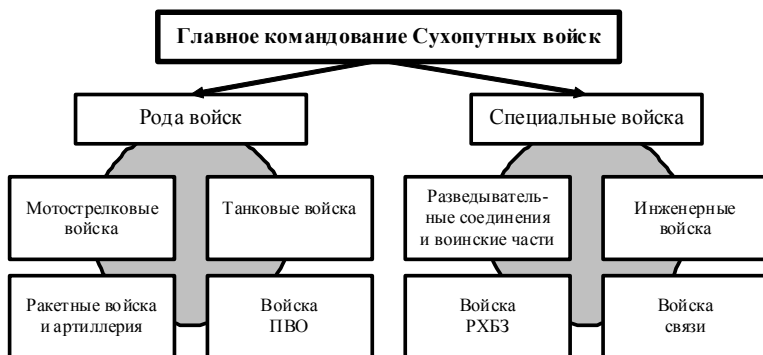 Главное командование Сухопутных войск
Рода войск
Специальные войска
Мотострелковые
войска
Танковые войска
Разведыватель-
ные соединения
и воинские части
Инженерные
войска
Ракетные войска
и артиллерия
Войска
ПВО
Войска
РХБЗ
Войска
связи